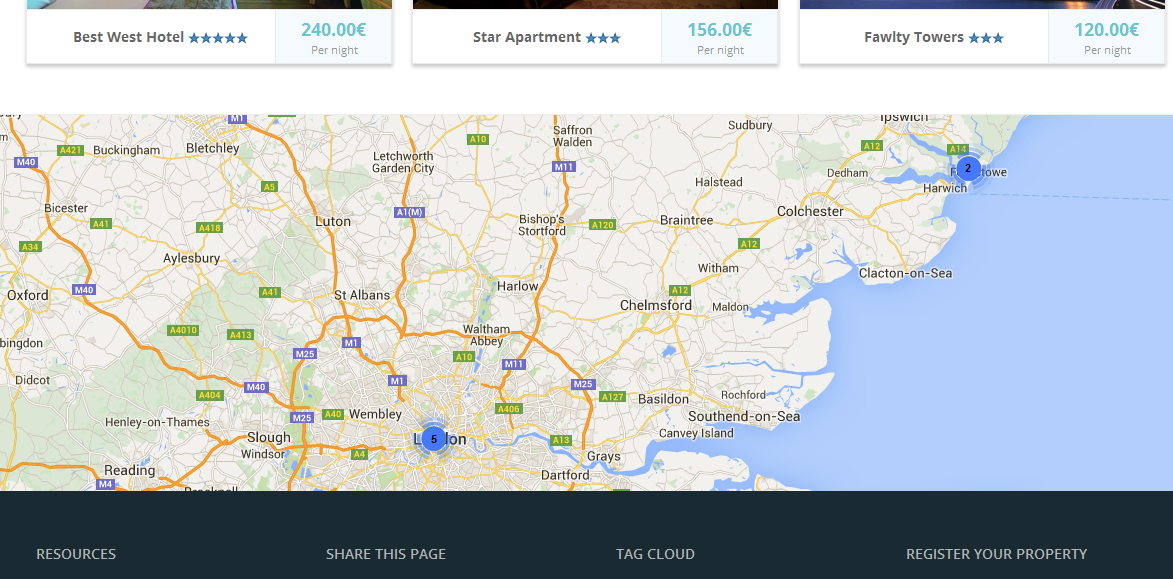 Best West Hotel
240.00€
Per night
Star Apartment
156.00€
Per night
Fawlty Towers
120.00€
Per night
M1
Ipswich
Sudbury
Saffron
Walden
A10
A12
A14
A421
Buckingham
Bletchley
Letchworth
Garden City
M40
M11
Dedham
2
Halstead
Harwich
A5
Bicester
A1(M)
Colchester
Luton
Bishop's
Stortford
Braintree
A41
A418
A120
A34
A12
Aylesbury
Witham
Clacton-on-Sea
Oxford
M40
A41
St Albans
Harlow
A12
Chelmsford
Maldon
A4010
A413
Waltham
Abbey
M25
M1
A10
M11
Didcot
M40
M1
M25
A404
A127
Basildon
Rochford
A406
M25
A40
Wembley
Southend-on-Sea
Henley-on-Thames
Slough
5
A13
Canvey Island
Windsor
A4
Grays
Reading
Dartford
M4
RESOURCES
SHARE THIS PAGE
TAG CLOUD
REGISTER YOUR PROPERTY